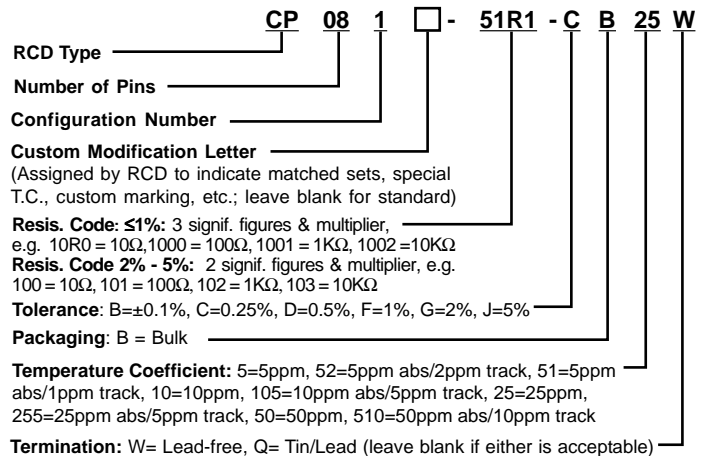 CP 08 1 □ - 51R1 - C B 25 W
RCD Type
Number of Pins
Configuration Number
Custom Modification Letter
(Assigned by RCD to indicate matched sets, special
T.C., custom marking, etc.; leave blank for standard)
Resis. Code: ≤1%: 3 signif. figures & multiplier,
e.g. 10R0 = 10Ω,1000 = 100Ω, 1001 = 1KΩ, 1002 =10KΩ
Resis. Code 2% - 5%: 2 signif. figures & multiplier, e.g.
100 = 10Ω, 101 = 100Ω, 102 = 1KΩ, 103 = 10KΩ
Tolerance: B=±0.1%, C=0.25%, D=0.5%, F=1%, G=2%, J=5%
Packaging: B = Bulk
Temperature Coefficient: 5=5ppm, 52=5ppm abs/2ppm track, 51=5ppm
abs/1ppm track, 10=10ppm, 105=10ppm abs/5ppm track, 25=25ppm,
255=25ppm abs/5ppm track, 50=50ppm, 510=50ppm abs/10ppm track
Termination: W= Lead-free, Q= Tin/Lead (leave blank if either is acceptable)